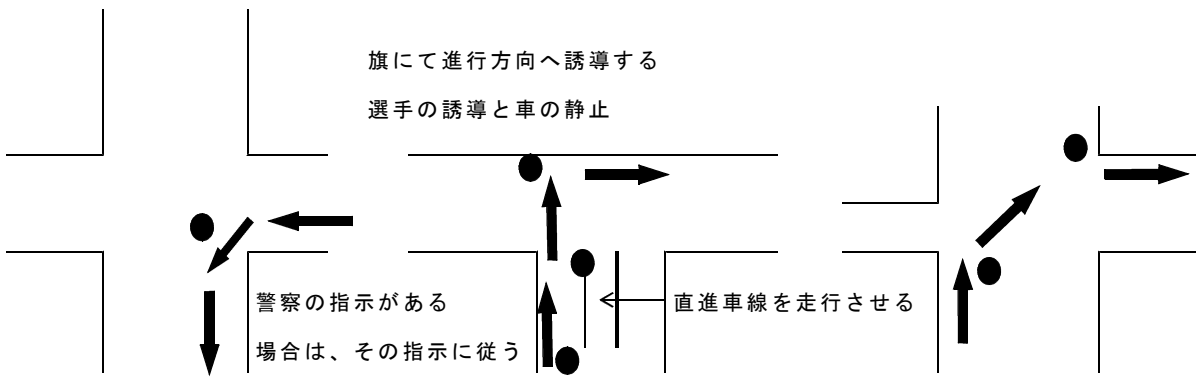 旗にて進行方向へ誘導する
選手の誘導と車の静止
警察の指示がある
場合は、その指示に従う
直進車線を走行させる